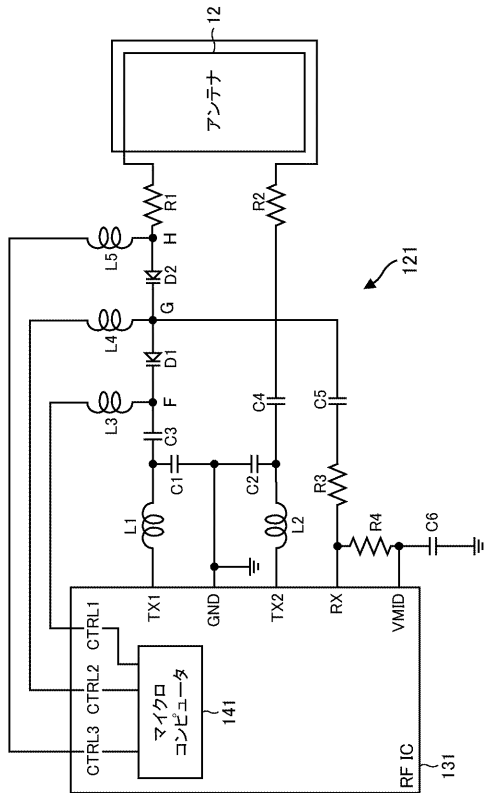 CTRL3
CTRL2
CTRL1
マイクロ
コンピュータ
141
RF IC
131
TX1
GND
TX2
RX
VMID
L1
L2
C1
C2
C3
C4
C5
C6
R3
R4
L3
L4
L5
F
G
H
D1
D2
R1
R2
アンテナ
12
121